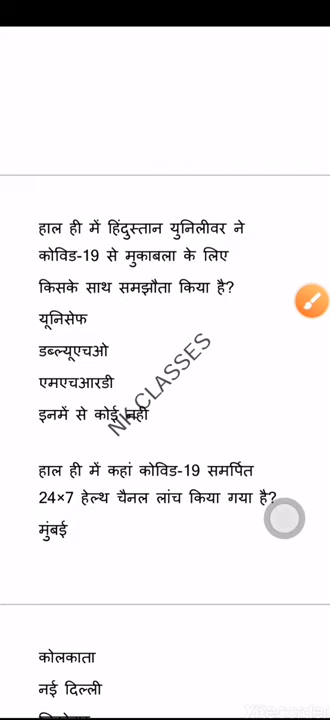 हाल ही में हिंदुस्तान युनिलीवर ने
कोविड-19 से मुकाबला के लिए
किसके साथ समझौता किया है?
यूनिसेफ
डब्ल्यूएचओ
एमएचआरडी
इनमें से कोई नहीं
NK CLASSES
हाल ही में कहां कोविड-19 समर्पित
24×7 हेल्थ चैनल लांच किया गया है?
मुंबई
कोलकाता
नई दिल्ली